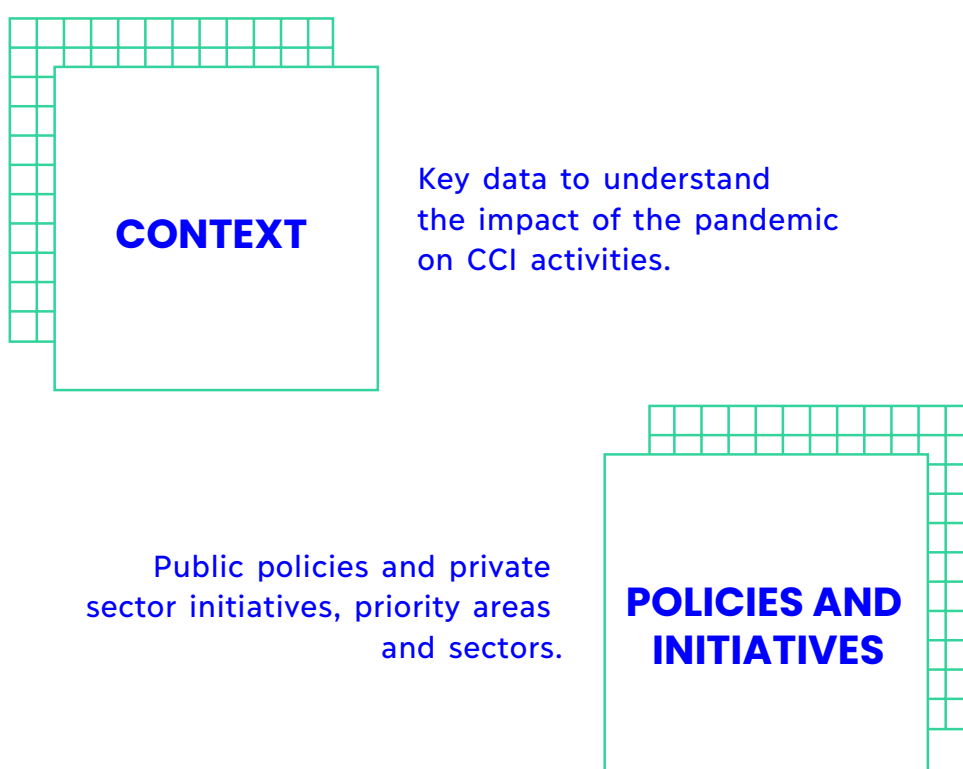 CONTEXT
Key data to understand
the impact of the pandemic
on CCI activities.
Public policies and private
sector initiatives, priority areas
and sectors.
POLICIES AND
INITIATIVES